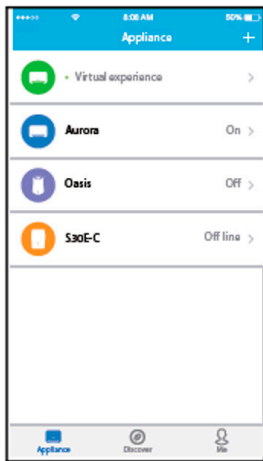 8:08 AM 50%
Appliance +
• Virtual experience >
Aurora On >
Oasis Off >
S30E-C Off line >
Appliance Discover Me